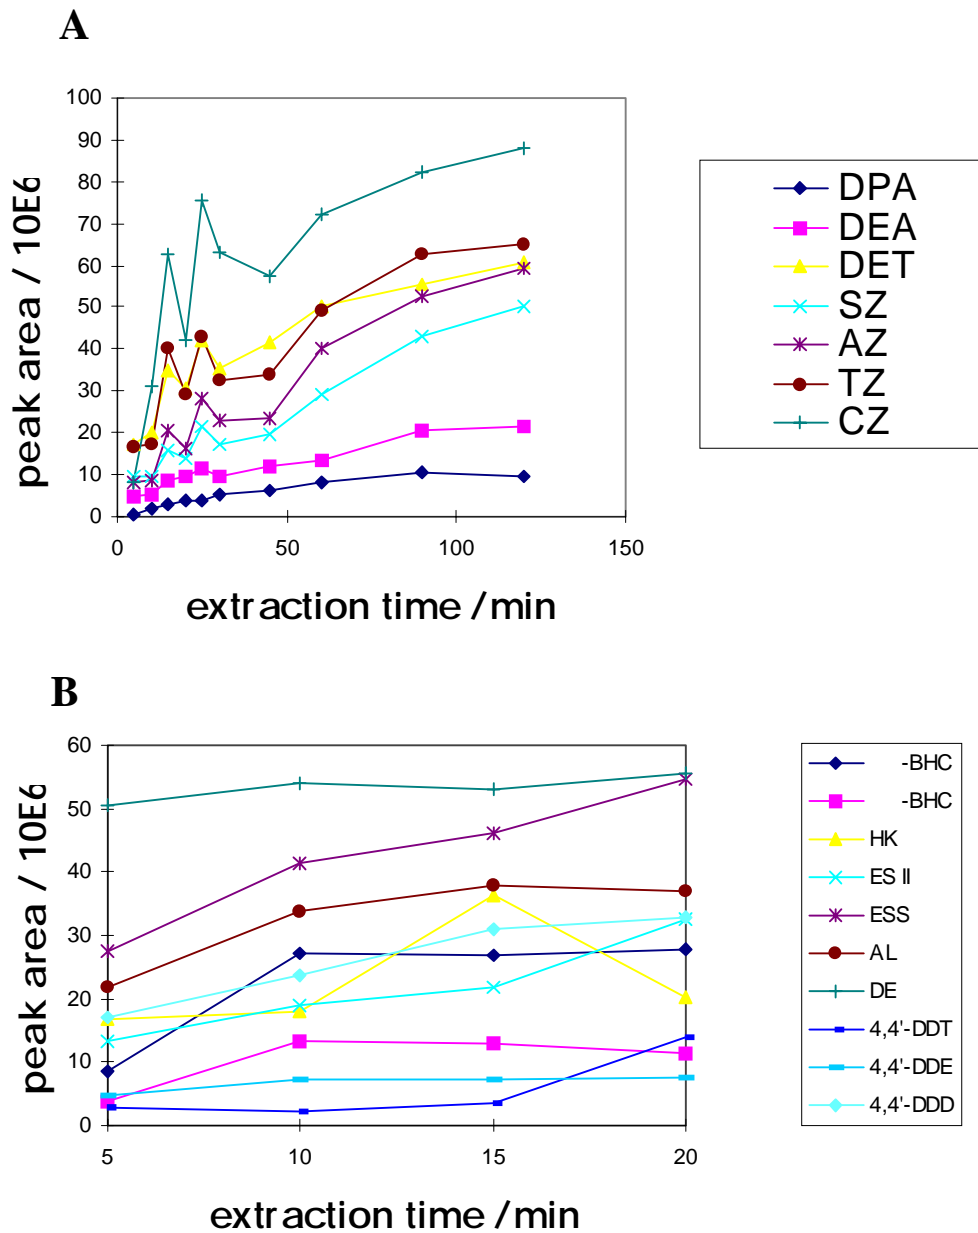 A
100
90
80
70
60
50
40
30
20
10
0
0 50 100 150
peak area / 10E6
extraction time /min
DPA
DEA
DET
SZ
AZ
TZ
CZ
B
60
50
40
30
20
10
0
5 10 15 20
peak area / 10E6
extraction time /min
-BHC
-BHC
HK
ES II
ESS
AL
DE
4,4'-DDT
4,4'-DDE
4,4'-DDD